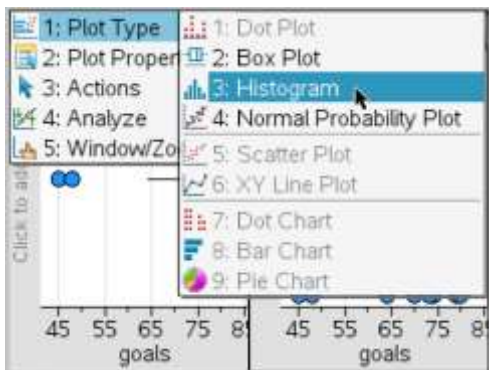 1: Plot Type
2: Plot Proper
3: Actions
4: Analyze
5: Window/Zo
1: Dot Plot
2: Box Plot
3: Histogram
4: Normal Probability Plot
5: Scatter Plot
6: XY Line Plot
7: Dot Chart
8: Bar Chart
9: Pie Chart
Click to ad
45 55 65 75 8
goals
45 55 65 75 8
goals